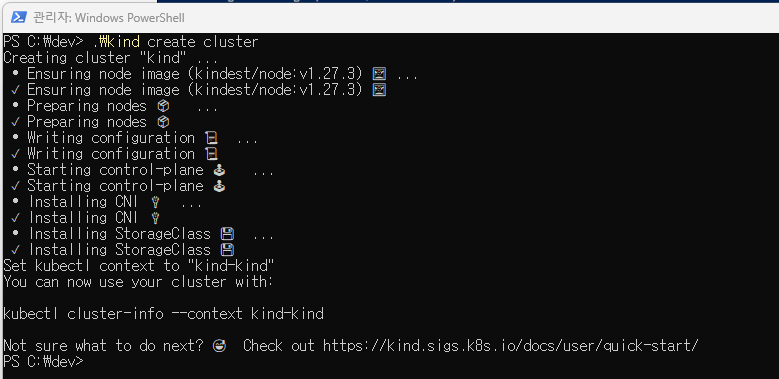 관리자: Windows PowerShell
PS C:\dev> .\kind create cluster
Creating cluster "kind" ...
• Ensuring node image (kindest/node:v1.27.3) 🖼 ...
✓ Ensuring node image (kindest/node:v1.27.3) 🖼
• Preparing nodes 📦 ...
✓ Preparing nodes 📦
• Writing configuration 📜 ...
✓ Writing configuration 📜
• Starting control-plane 🕹 ...
✓ Starting control-plane 🕹
• Installing CNI 🔌 ...
✓ Installing CNI 🔌
• Installing StorageClass 💾 ...
✓ Installing StorageClass 💾
Set kubectl context to "kind-kind"
You can now use your cluster with:
kubectl cluster-info --context kind-kind
Not sure what to do next? 😅 Check out https://kind.sigs.k8s.io/docs/user/quick-start/
PS C:\dev>